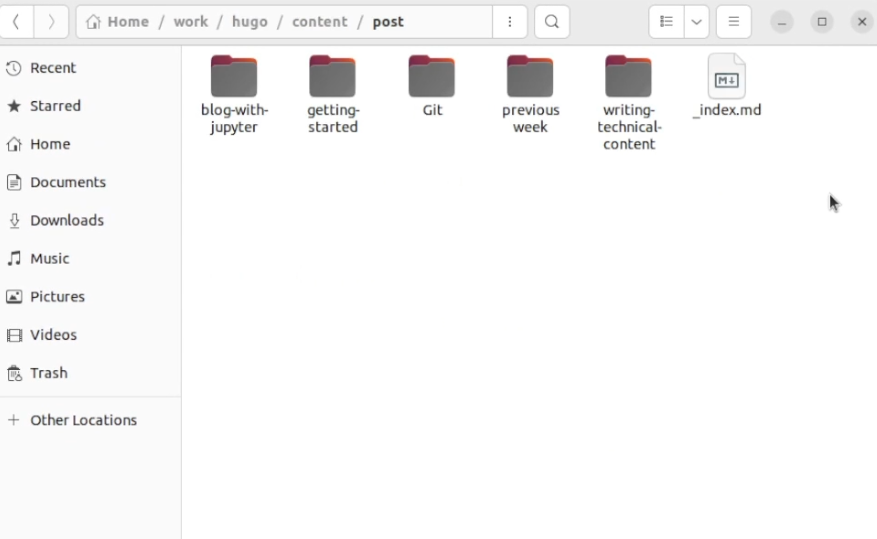 Home / work / hugo / content / post
Recent
Starred
Home
Documents
Downloads
Music
Pictures
Videos
Trash
+ Other Locations
blog-with-
jupyter
getting-
started
Git
previous
week
writing-
technical-
content
M↓
_index.md